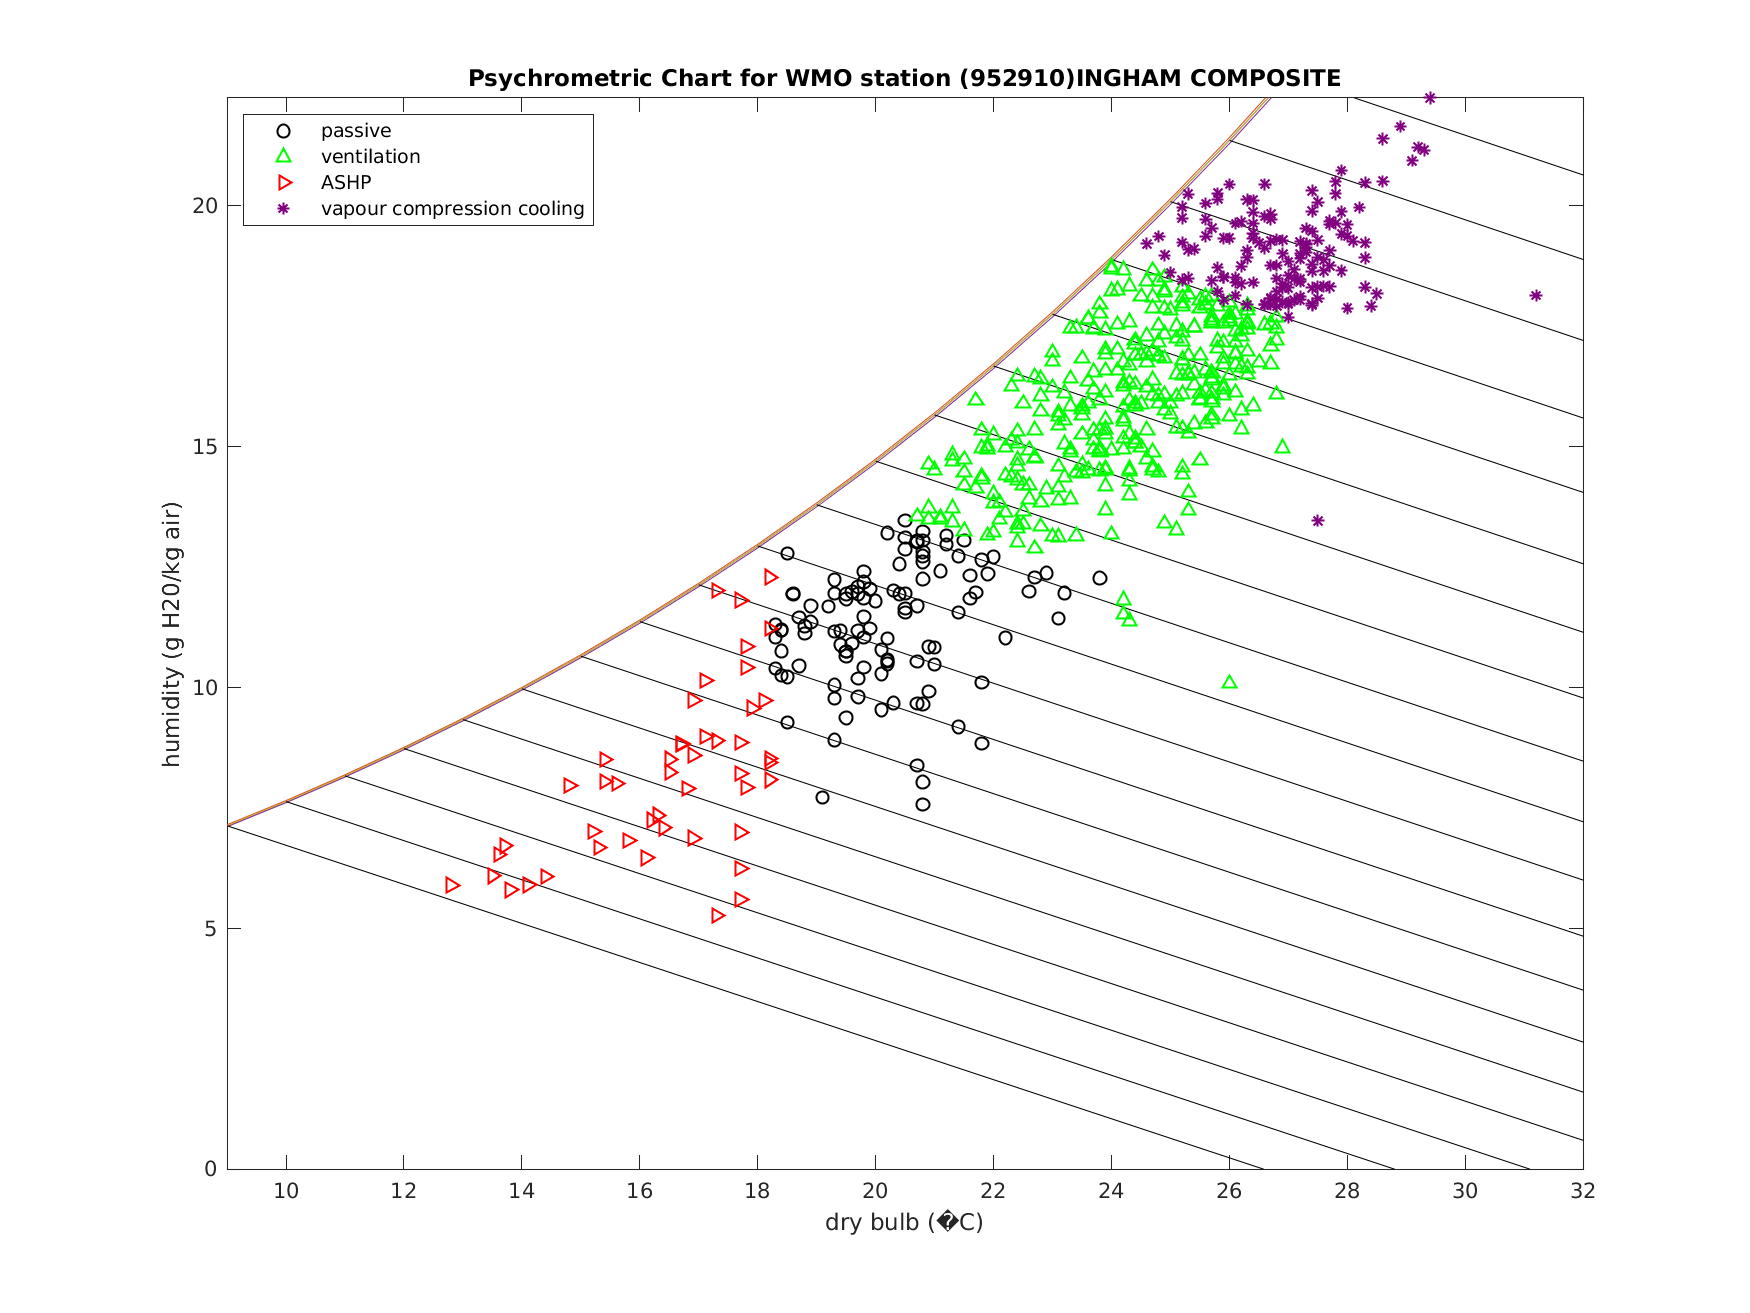 Psychrometric Chart for WMO station (952910)INGHAM COMPOSITE
passive
ventilation
ASHP
vapour compression cooling
humidity (g H20/kg air)
20
15
10
5
0
10 12 14 16 18 20 22 24 26 28 30 32
dry bulb (�C)